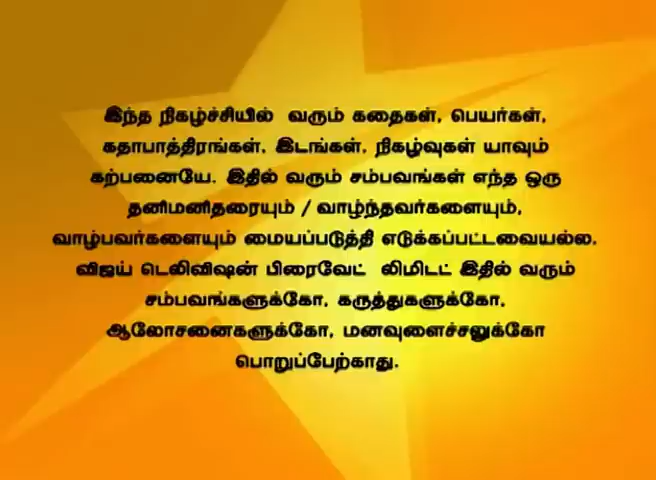 இந்த நிகழ்ச்சியில் வரும் கதைகள், பெயர்கள்,
கதாபாத்திரங்கள், இடங்கள், நிகழ்வுகள் யாவும்
கற்பனையே. இதில் வரும் சம்பவங்கள் எந்த ஒரு
தனிமனிதரையும் / வாழ்ந்தவர்களையும்,
வாழ்பவர்களையும் மையப்படுத்தி எடுக்கப்பட்டவையல்ல.
விஜய் டெலிவிஷன் பிரைவேட் லிமிடட் இதில் வரும்
சம்பவங்களுக்கோ, கருத்துகளுக்கோ,
ஆலோசனைகளுக்கோ, மனவுளைச்சலுக்கோ
பொறுப்பேற்காது.